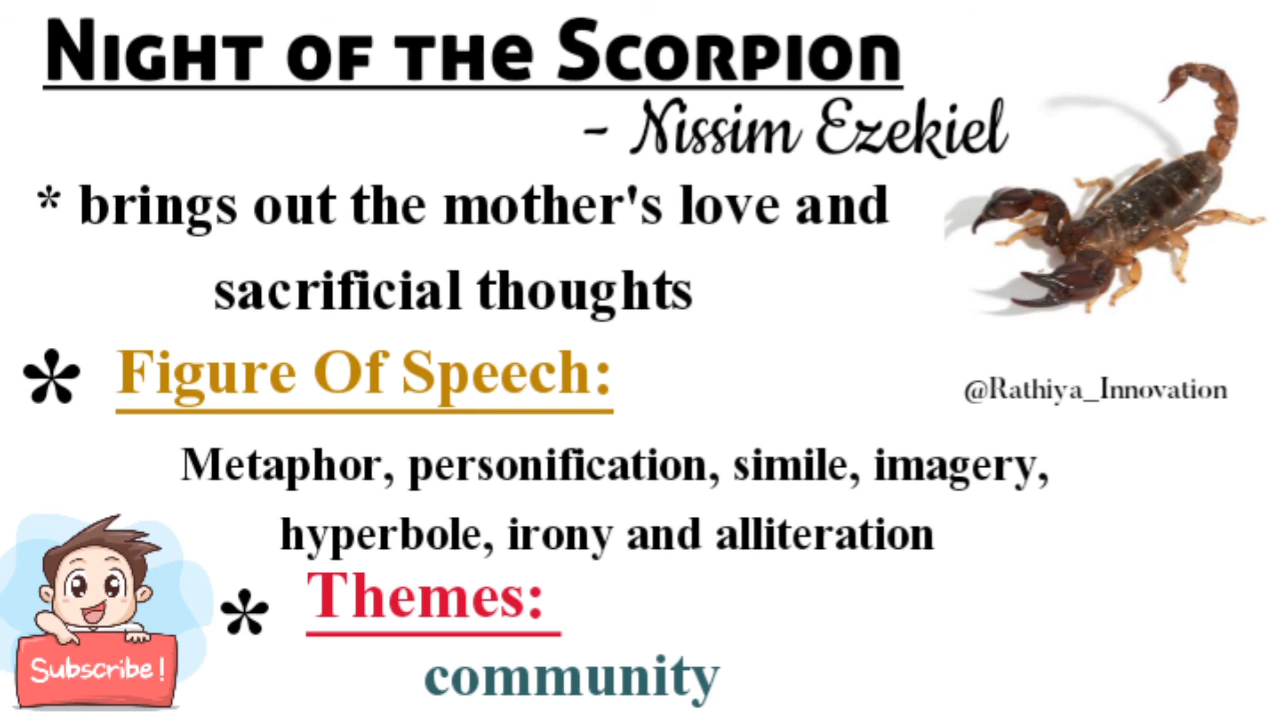 Night of the Scorpion
- Nissim Ezekiel
* brings out the mother's love and
sacrificial thoughts
* Figure Of Speech:
@Rathiya_Innovation
Metaphor, personification, simile, imagery,
hyperbole, irony and alliteration
* Themes:
Subscribe!
community